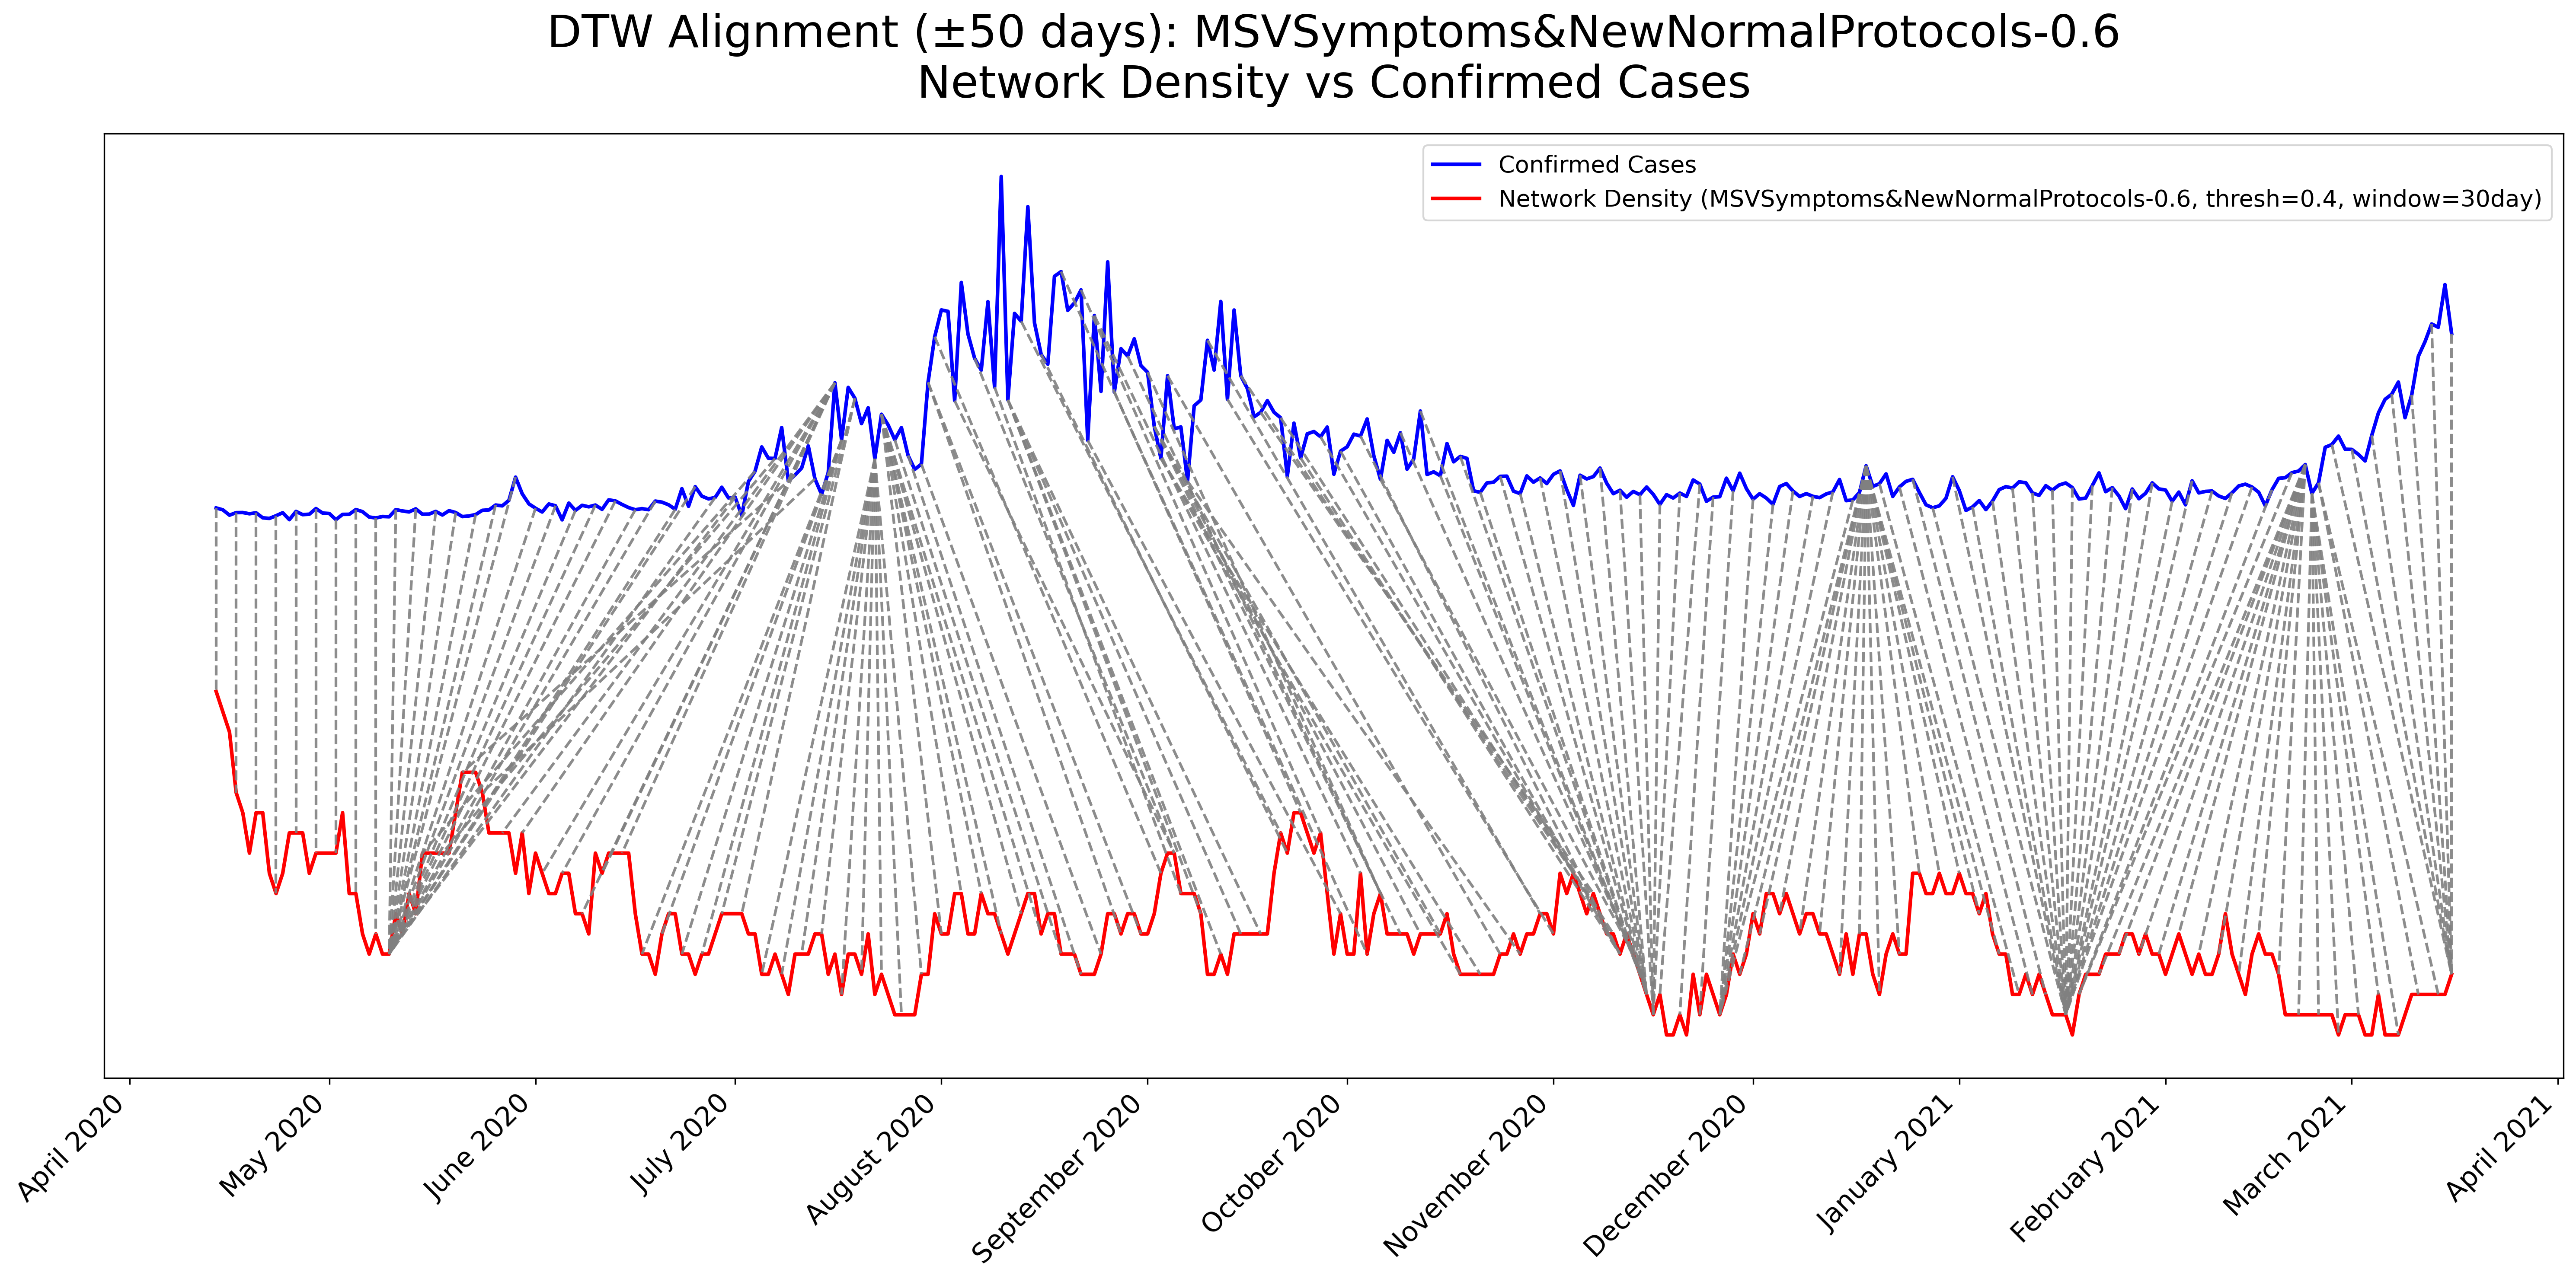 DTW Alignment (±50 days): MSVSymptoms&NewNormalProtocols-0.6
Network Density vs Confirmed Cases
Confirmed Cases
Network Density (MSVSymptoms&NewNormalProtocols-0.6, thresh=0.4, window=30day)
April 2020
May 2020
June 2020
July 2020
August 2020
September 2020
October 2020
November 2020
December 2020
January 2021
February 2021
March 2021
April 2021